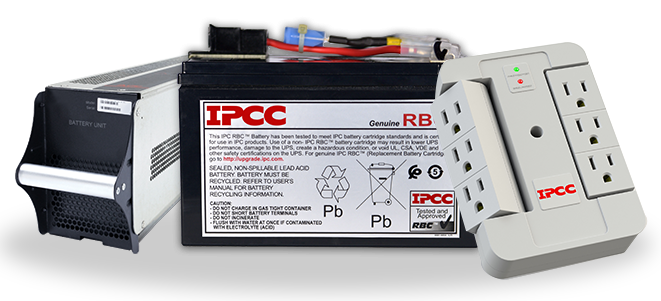 BATTERY UNIT
IPCC
Genuine RB
This IPC RBC™ Battery has been tested to meet IPC battery cartridge standards and is cer
for use in IPC products. Use of a non- IPC RBC™ battery cartridge may result in lower UPS
performance, damage to the UPS, create a hazardous condition, or void UL, CSA, VDE and
other safety certifications on the UPS. For genuine IPC RBC™ (Replacement Battery Cartridg
go to http://upgrade.ipc.com.
SEALED, NON-SPILLABLE LEAD ACID
BATTERY. BATTERY MUST BE
RECYCLED. REFER TO USER'S
MANUAL FOR BATTERY
RECYCLING INFORMATION.
CAUTION:
- DO NOT CHARGE IN GAS TIGHT CONTAINER
- DO NOT SHORT BATTERY TERMINALS
- DO NOT INCINERATE
- FLUSH WITH WATER AT ONCE IF CONTAMINATED
WITH ELECTROLYTE (ACID)
Pb
Pb
IPCC
Tested and
Approved
RBC
IPCC